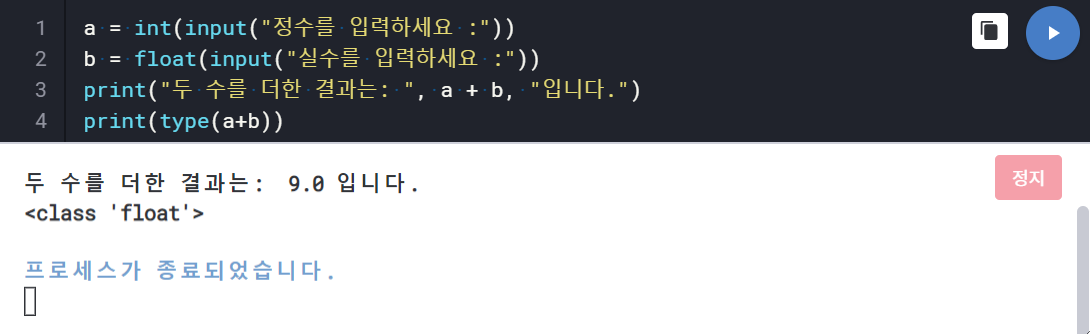 1 a = int(input("정수를 입력하세요 :"))
2 b = float(input("실수를 입력하세요 :"))
3 print("두 수를 더한 결과는: ", a + b, "입니다.")
4 print(type(a+b))
두 수를 더한 결과는:  9.0 입니다.
정지
<class 'float'>
프로세스가 종료되었습니다.